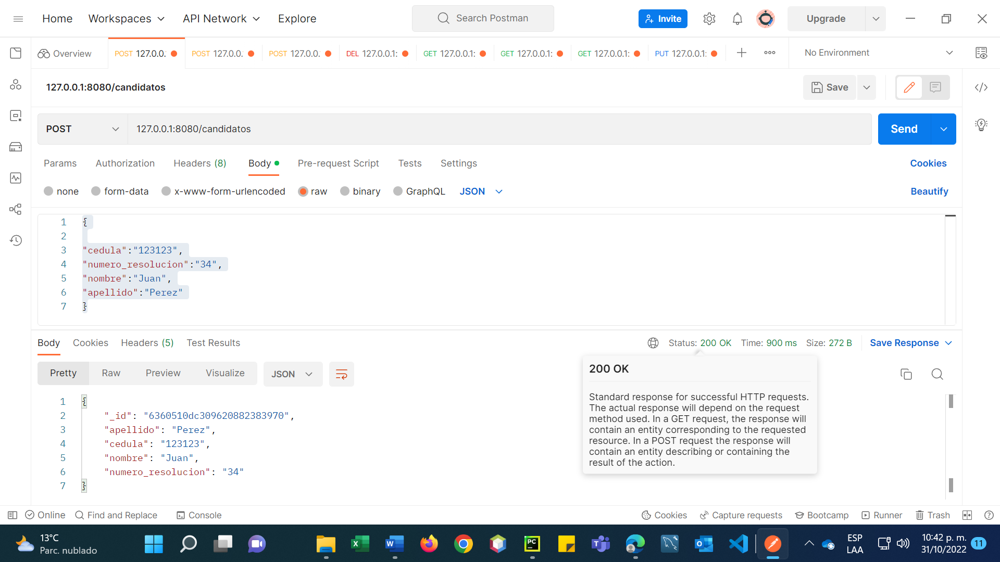 Home Workspaces API Network Explore Search Postman Invite Upgrade
Overview POST 127.0.0. POST 127.0.0. POST 127.0.0. DEL 127.0.0.1: GET 127.0.0.1: GET 127.0.0.1: GET 127.0.0.1: PUT 127.0.0.1: No Environment
127.0.0.1:8080/candidatos Save
POST 127.0.0.1:8080/candidatos Send
Params Authorization Headers (8) Body Pre-request Script Tests Settings Cookies
none form-data x-www-form-urlencoded raw binary GraphQL JSON Beautify
1 {
2
3 "cedula":"123123",
4 "numero_resolucion":"34",
5 "nombre":"Juan",
6 "apellido":"Perez"
7 }
Body Cookies Headers (5) Test Results Status: 200 OK Time: 900 ms Size: 272 B Save Response
Pretty Raw Preview Visualize JSON
200 OK
Standard response for successful HTTP requests.
The actual response will depend on the request
method used. In a GET request, the response will
contain an entity corresponding to the requested
resource. In a POST request the response will
contain an entity describing or containing the
result of the action.
1 {
2 "_id": "6360510dc309620882383970",
3 "apellido": "Perez",
4 "cedula": "123123",
5 "nombre": "Juan",
6 "numero_resolucion": "34"
7 }
Online Find and Replace Console Cookies Capture requests Bootcamp Runner Trash
13°C
Parc. nublado
ESP
LAA
10:42 p. m.
31/10/2022
11